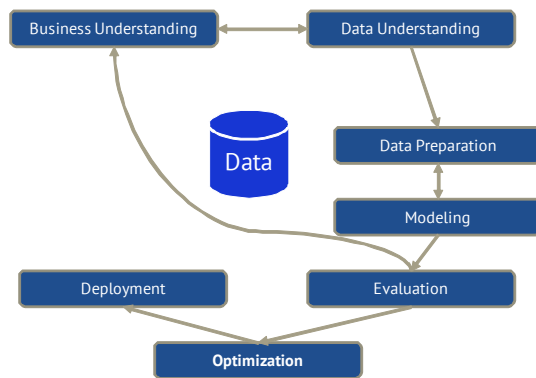 Business Understanding
Data Understanding
Data
Data Preparation
Modeling
Deployment
Evaluation
Optimization